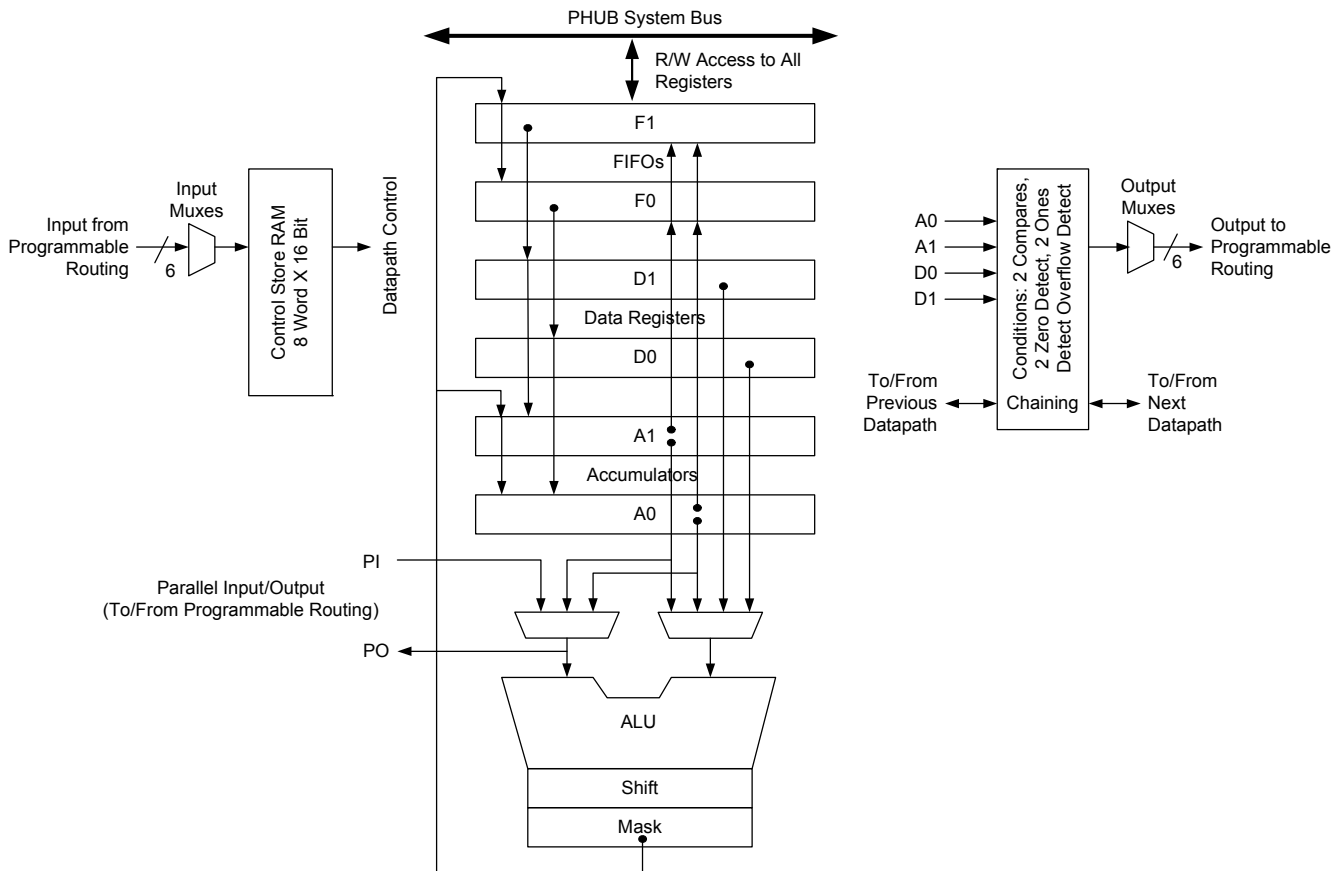 PHUB System Bus
R/W Access to All
Registers
F1
FIFOs
F0
D1
Data Registers
D0
A1
Accumulators
A0
Input from
Programmable
Routing
6
Input
Muxes
Control Store RAM
8 Word X 16 Bit
Datapath Control
PI
Parallel Input/Output
(To/From Programmable Routing)
PO
ALU
Shift
Mask
A0
A1
D0
D1
Conditions: 2 Compares,
2 Zero Detect, 2 Ones
Detect Overflow Detect
Output
Muxes
6
Output to
Programmable
Routing
To/From
Previous
Datapath
Chaining
To/From
Next
Datapath